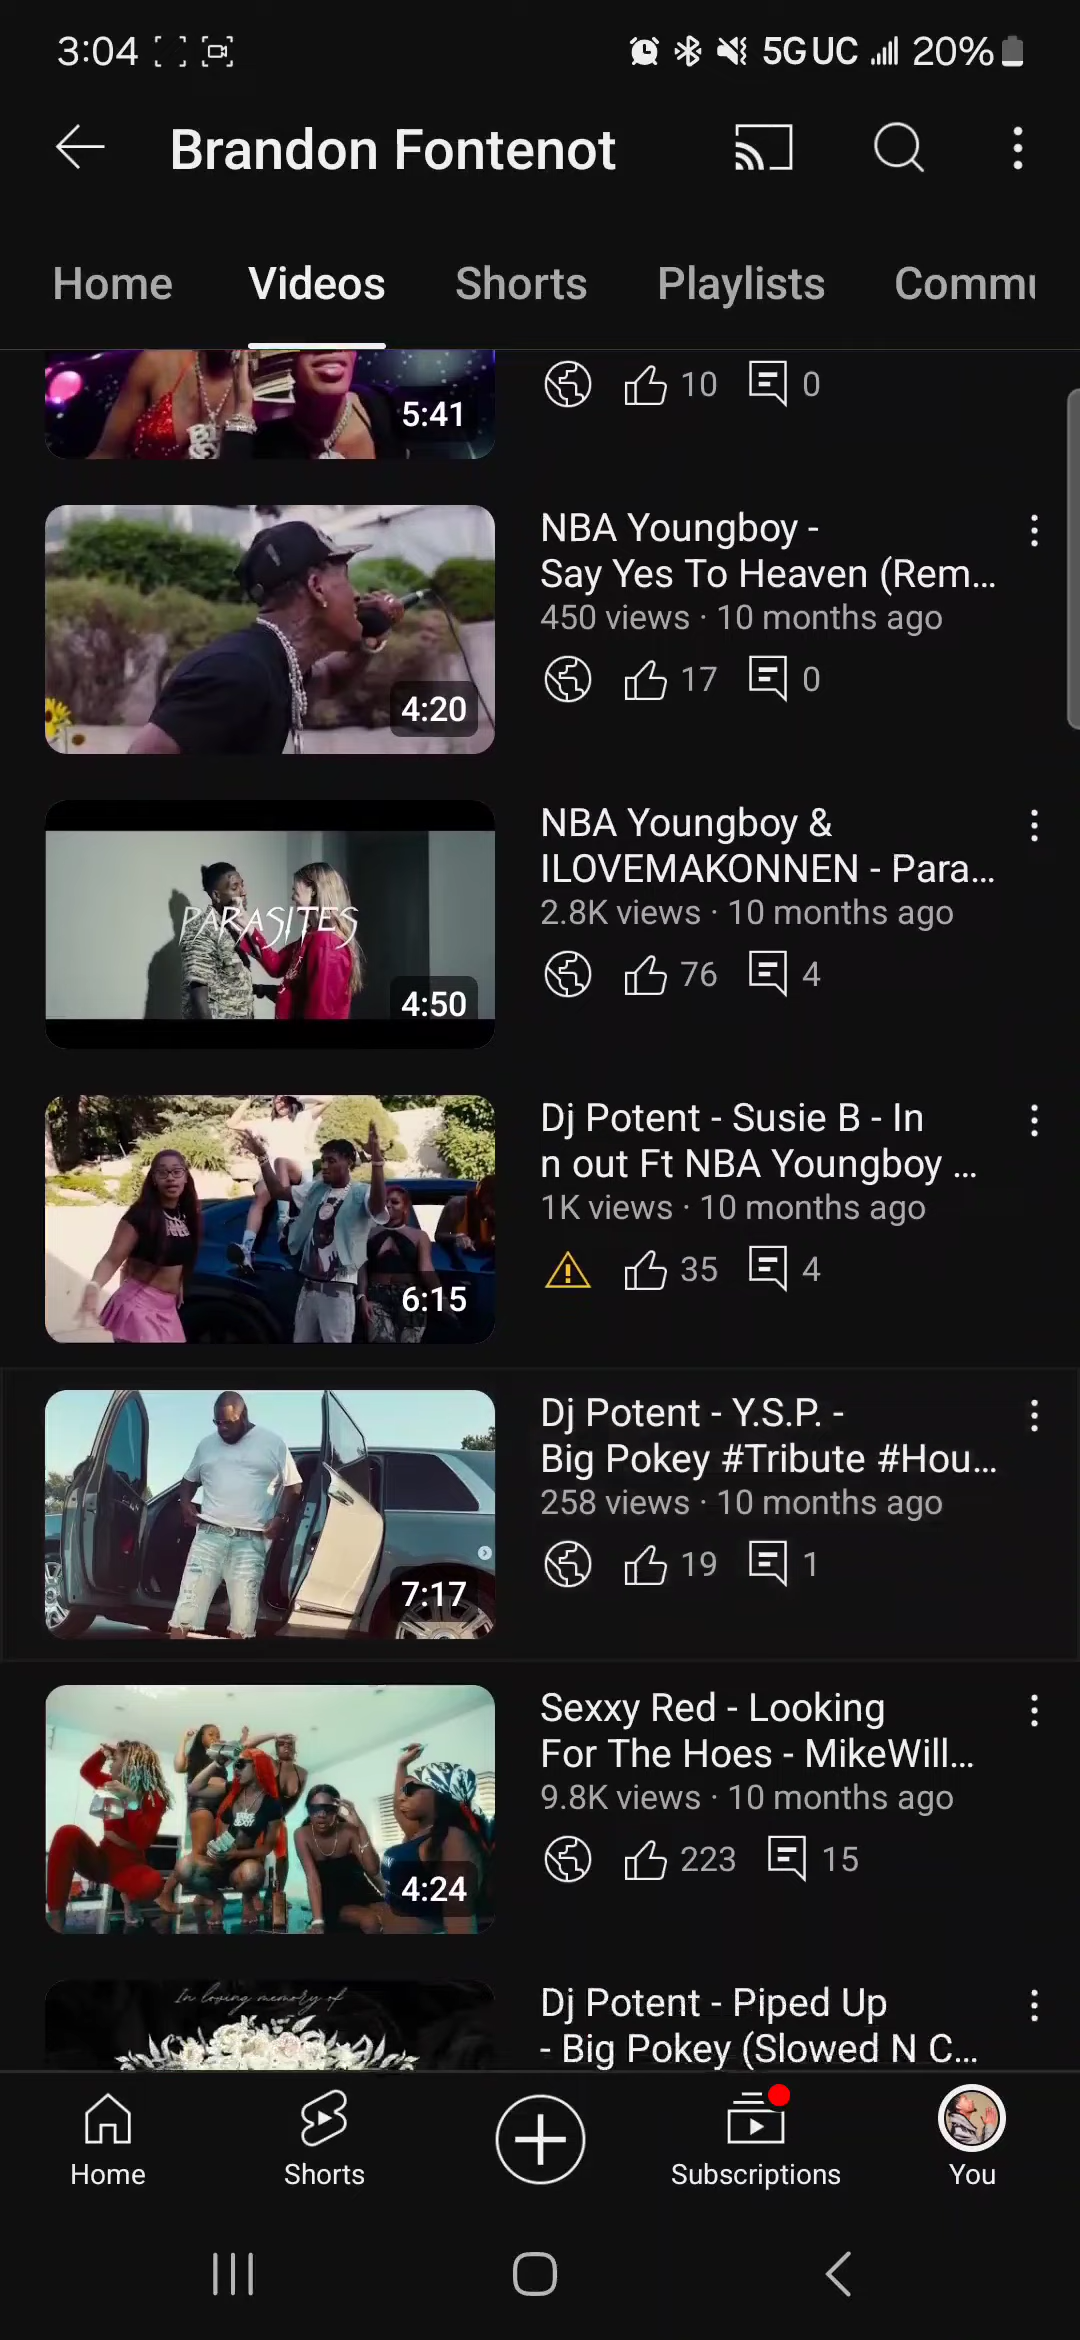 3:04 5G UC 20%
Brandon Fontenot
Home Videos Shorts Playlists Commu
5:41
10 0
NBA Youngboy -
Say Yes To Heaven (Rem...
450 views · 10 months ago
17 0
4:20
NBA Youngboy &
ILOVEMAKONNEN - Para...
2.8K views · 10 months ago
76 4
PARASITES
4:50
Dj Potent - Susie B - In
n out Ft NBA Youngboy ...
1K views · 10 months ago
35 4
6:15
Dj Potent - Y.S.P. -
Big Pokey #Tribute #Hou...
258 views · 10 months ago
19 1
7:17
Sexxy Red - Looking
For The Hoes - MikeWill...
9.8K views · 10 months ago
223 15
4:24
In loving memory of
Dj Potent - Piped Up
- Big Pokey (Slowed N C...
Home Shorts Subscriptions You